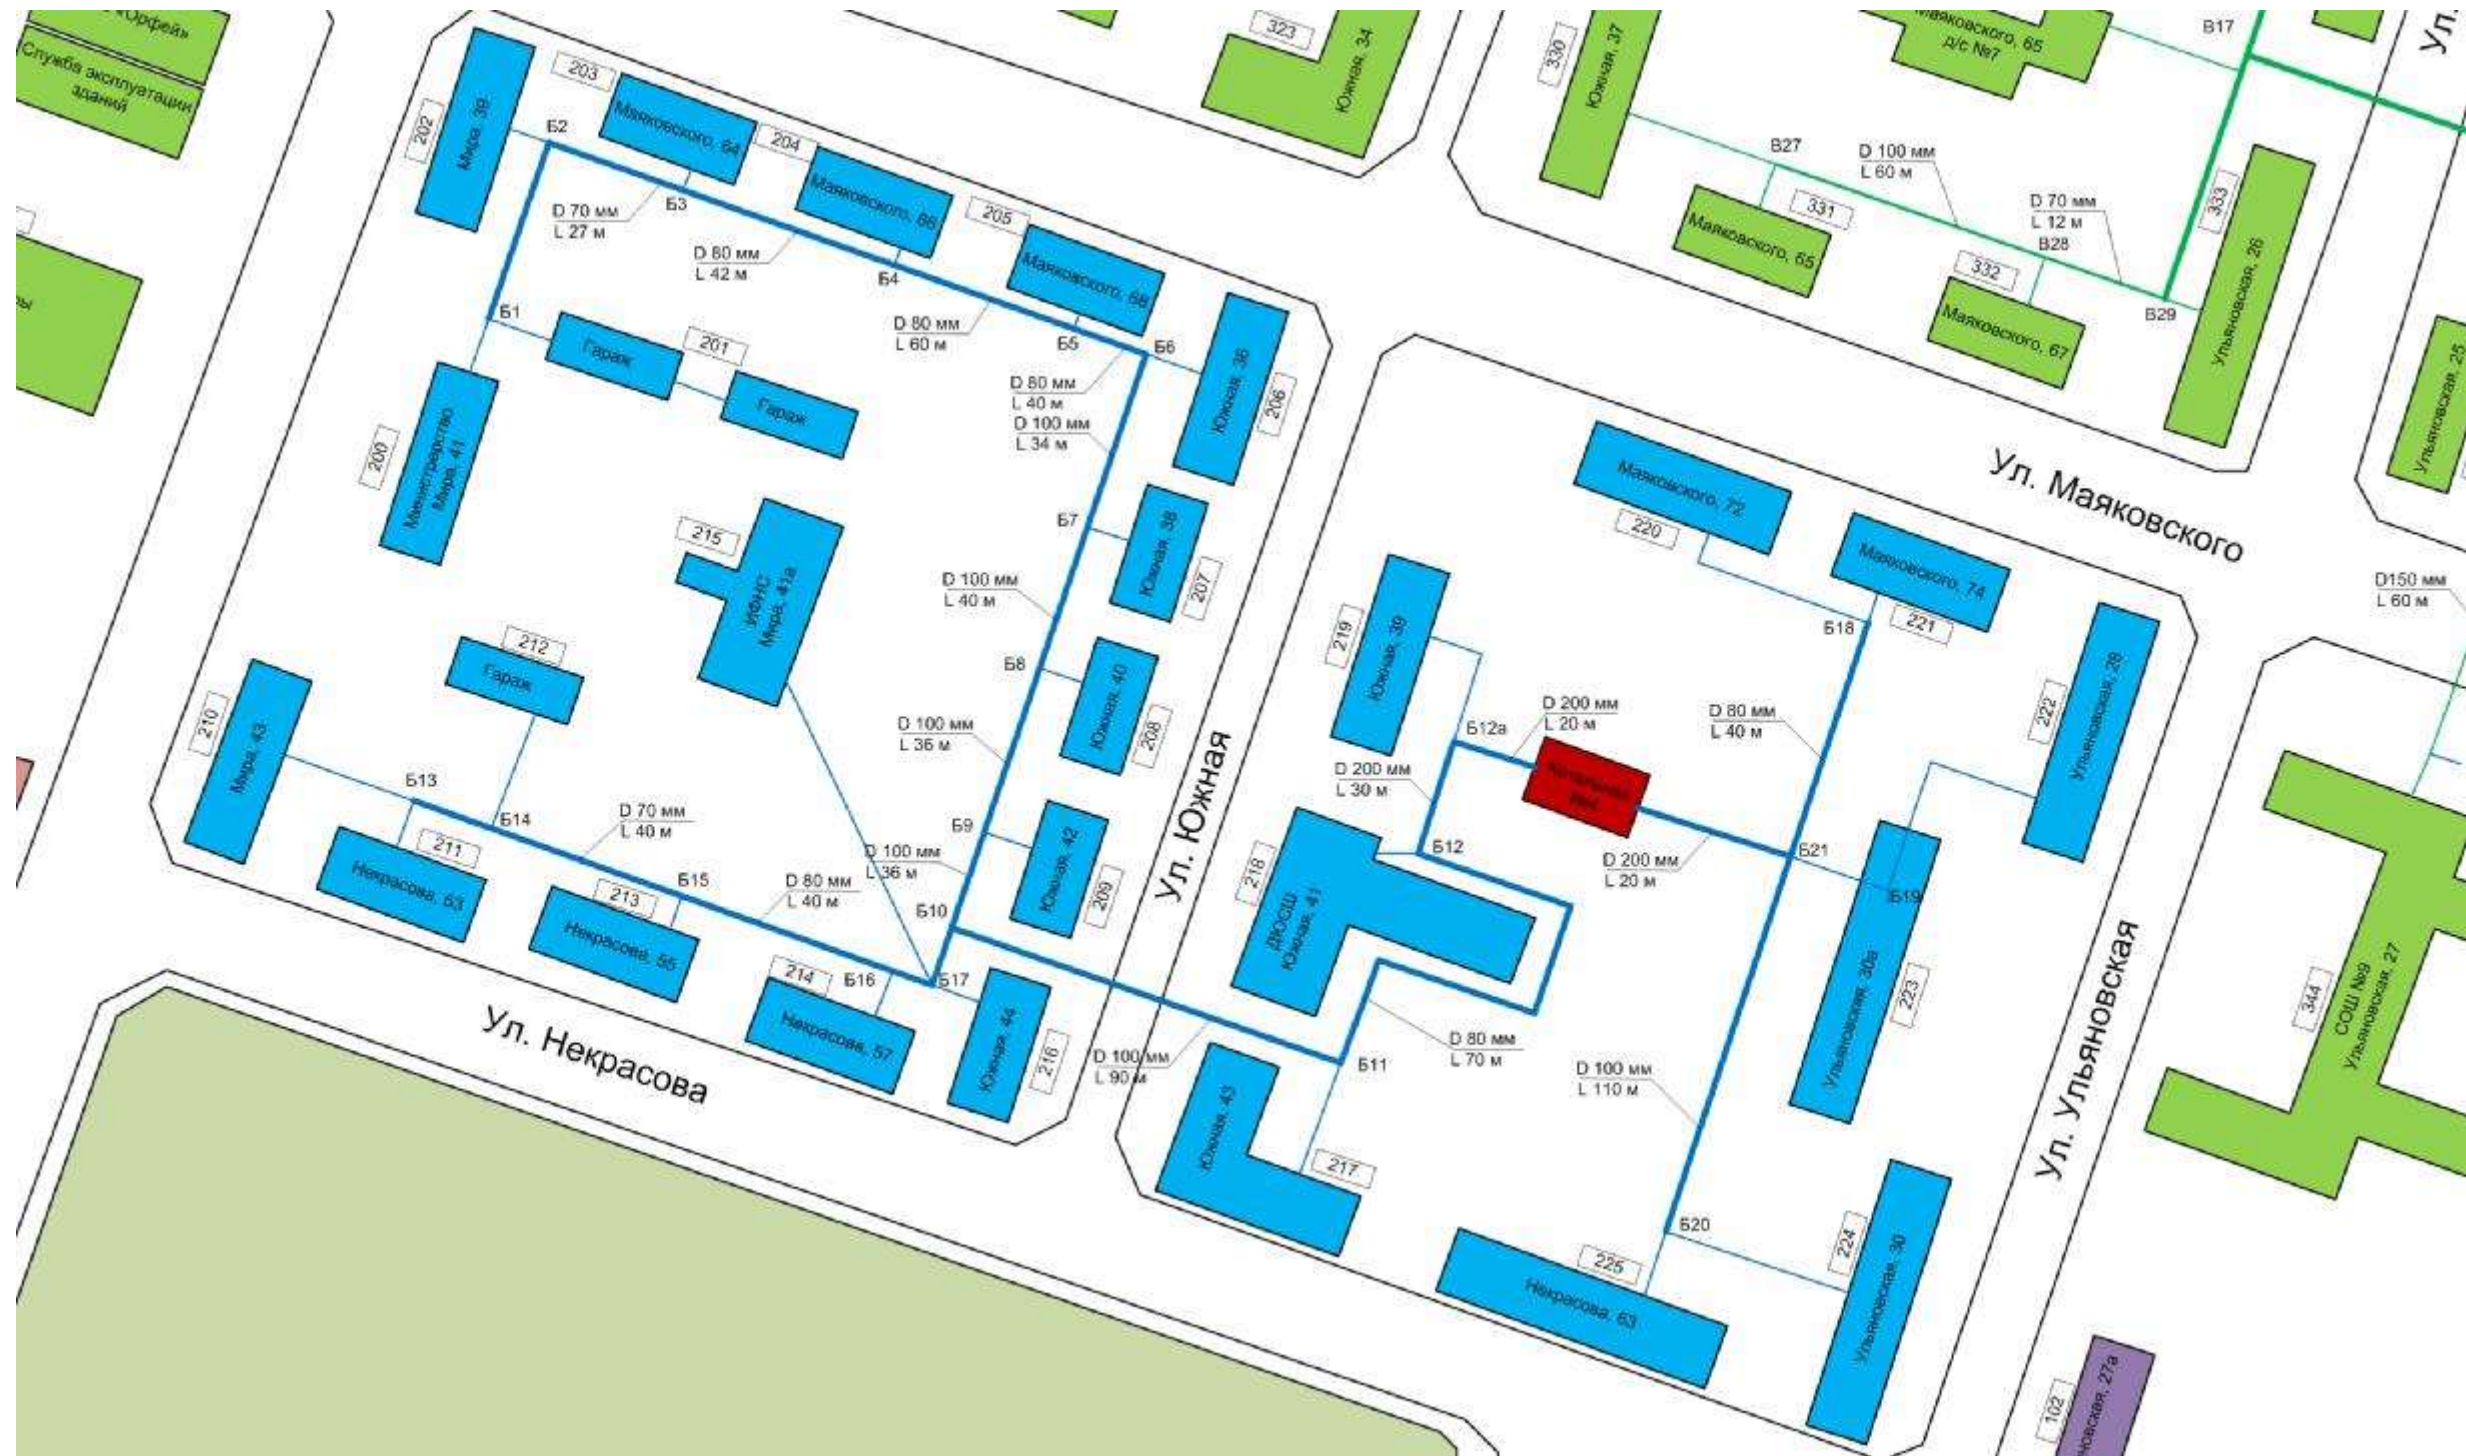 «Орфей»
Служба эксплуатации
зданий
202
Мира, 39
203
Маяковского, 64
204
Маяковского, 66
205
Маяковского, 68
323
Южная, 34
330
Южная, 37
Маяковского, 65
д/с №7
В17
Ул.
Б2
D 70 мм
L 27 м
Б3
D 80 мм
L 42 м
Б4
D 80 мм
L 60 м
Б5
Б6
D 80 мм
L 40 м
D 100 мм
L 34 м
Южная, 36
206
В27
D 100 мм
L 60 м
D 70 мм
L 12 м
В28
331
Маяковского, 65
332
Маяковского, 67
В29
333
Ульяновская, 26
Ульяновская, 25
ры
Б1
Гараж
201
Гараж
200
Министрерство
Мира, 41
215
ИФНС
Мира, 41а
Б7
Южная, 38
207
D 100 мм
L 40 м
Б8
Южная, 40
208
D 100 мм
L 36 м
Б9
Южная, 42
209
D 100 мм
L 36 м
Б10
Ул. Южная
Ул. Маяковского
Маяковского, 72
220
Маяковского, 74
221
Б18
D150 мм
L 60 м
219
Южная, 39
Б12а
D 200 мм
L 20 м
D 80 мм
L 40 м
222
Ульяновская, 28
D 200 мм
L 30 м
Б12
D 200 мм
L 20 м
Б21
Б19
Ульяновская, 30а
223
218
ДЮСШ
Южная, 41
210
Мира, 43
212
Гараж
Б13
211
Некрасова, 53
Б14
D 70 мм
L 40 м
Б15
213
Некрасова, 55
D 80 мм
L 40 м
214
Б16
Б17
Некрасова, 57
Южная, 44
216
Ул. Некрасова
D 100 мм
L 90 м
Б11
D 80 мм
L 70 м
D 100 мм
L 110 м
Южная, 43
217
Б20
225
Некрасова, 63
224
Ульяновская, 30
Ул. Ульяновская
344
СОШ №9
Ульяновская, 27
102
новская, 27а